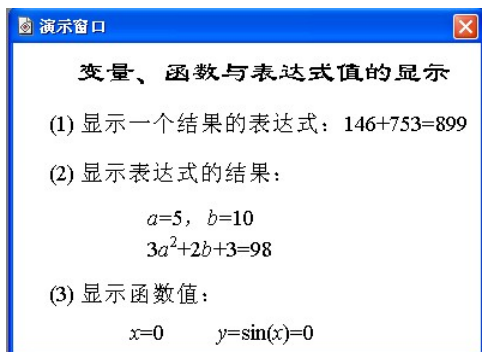 演示窗口
变量、函数与表达式值的显示
(1) 显示一个结果的表达式：146+753=899
(2) 显示表达式的结果：
a=5，b=10
3a²+2b+3=98
(3) 显示函数值：
x=0 y=sin(x)=0